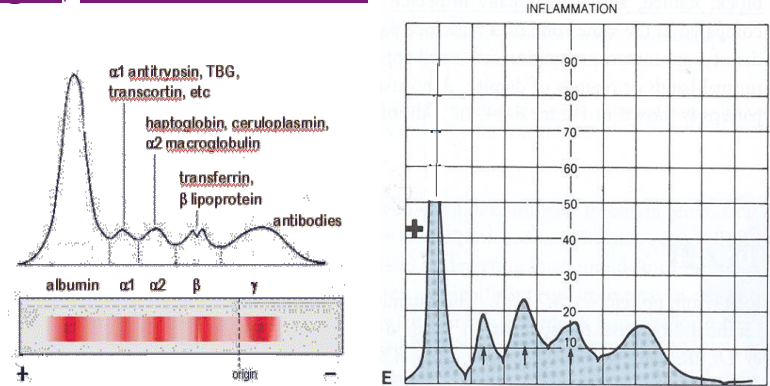 α1 antitrypsin, TBG,
transcortin, etc
haptoglobin, ceruloplasmin,
α2 macroglobulin
transferrin,
β lipoprotein
antibodies
albumin α1 α2 β γ
+ origin −
INFLAMMATION
90
80
70
60
50
+
40
30
20
10
E